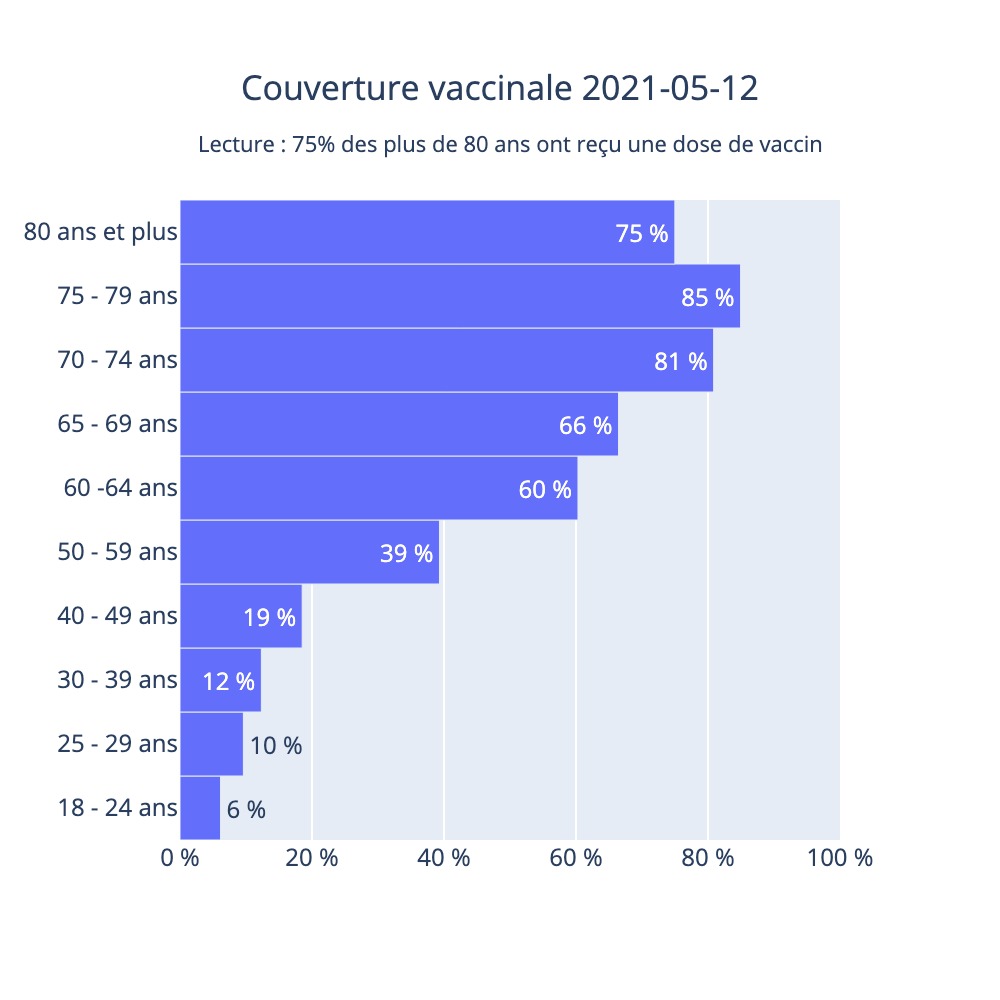 Couverture vaccinale 2021-05-12
Lecture : 75% des plus de 80 ans ont reçu une dose de vaccin
80 ans et plus 75 %
75 - 79 ans 85 %
70 - 74 ans 81 %
65 - 69 ans 66 %
60 -64 ans 60 %
50 - 59 ans 39 %
40 - 49 ans 19 %
30 - 39 ans 12 %
25 - 29 ans 10 %
18 - 24 ans 6 %
0 % 20 % 40 % 60 % 80 % 100 %